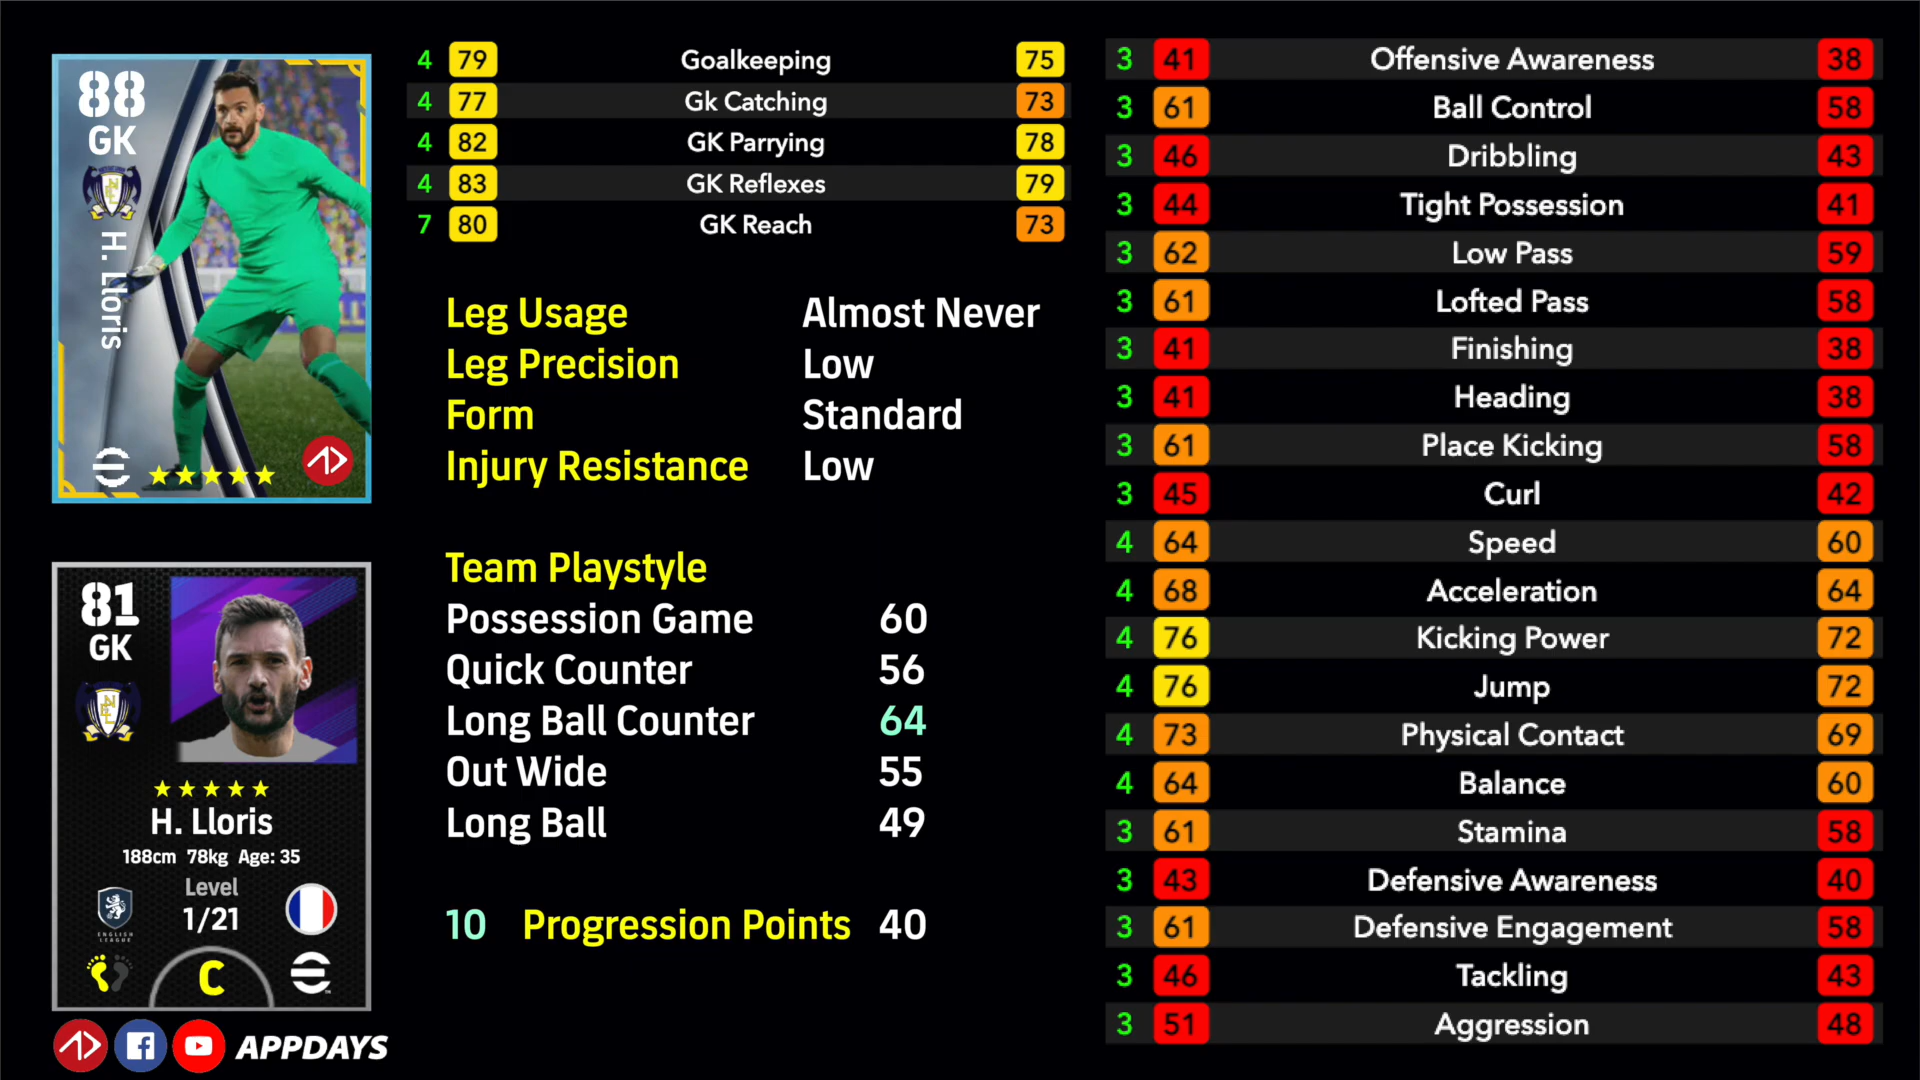 88
GK
H. Lloris
81
GK
H. Lloris
188cm 78kg Age: 35
Level
1/21
ENGLISH
LEAGUE
C
APPDAYS
4 79 Goalkeeping 75
4 77 Gk Catching 73
4 82 GK Parrying 78
4 83 GK Reflexes 79
7 80 GK Reach 73
Leg Usage Almost Never
Leg Precision Low
Form Standard
Injury Resistance Low
Team Playstyle
Possession Game 60
Quick Counter 56
Long Ball Counter 64
Out Wide 55
Long Ball 49
10 Progression Points 40
3 41 Offensive Awareness 38
3 61 Ball Control 58
3 46 Dribbling 43
3 44 Tight Possession 41
3 62 Low Pass 59
3 61 Lofted Pass 58
3 41 Finishing 38
3 41 Heading 38
3 61 Place Kicking 58
3 45 Curl 42
4 64 Speed 60
4 68 Acceleration 64
4 76 Kicking Power 72
4 76 Jump 72
4 73 Physical Contact 69
4 64 Balance 60
3 61 Stamina 58
3 43 Defensive Awareness 40
3 61 Defensive Engagement 58
3 46 Tackling 43
3 51 Aggression 48